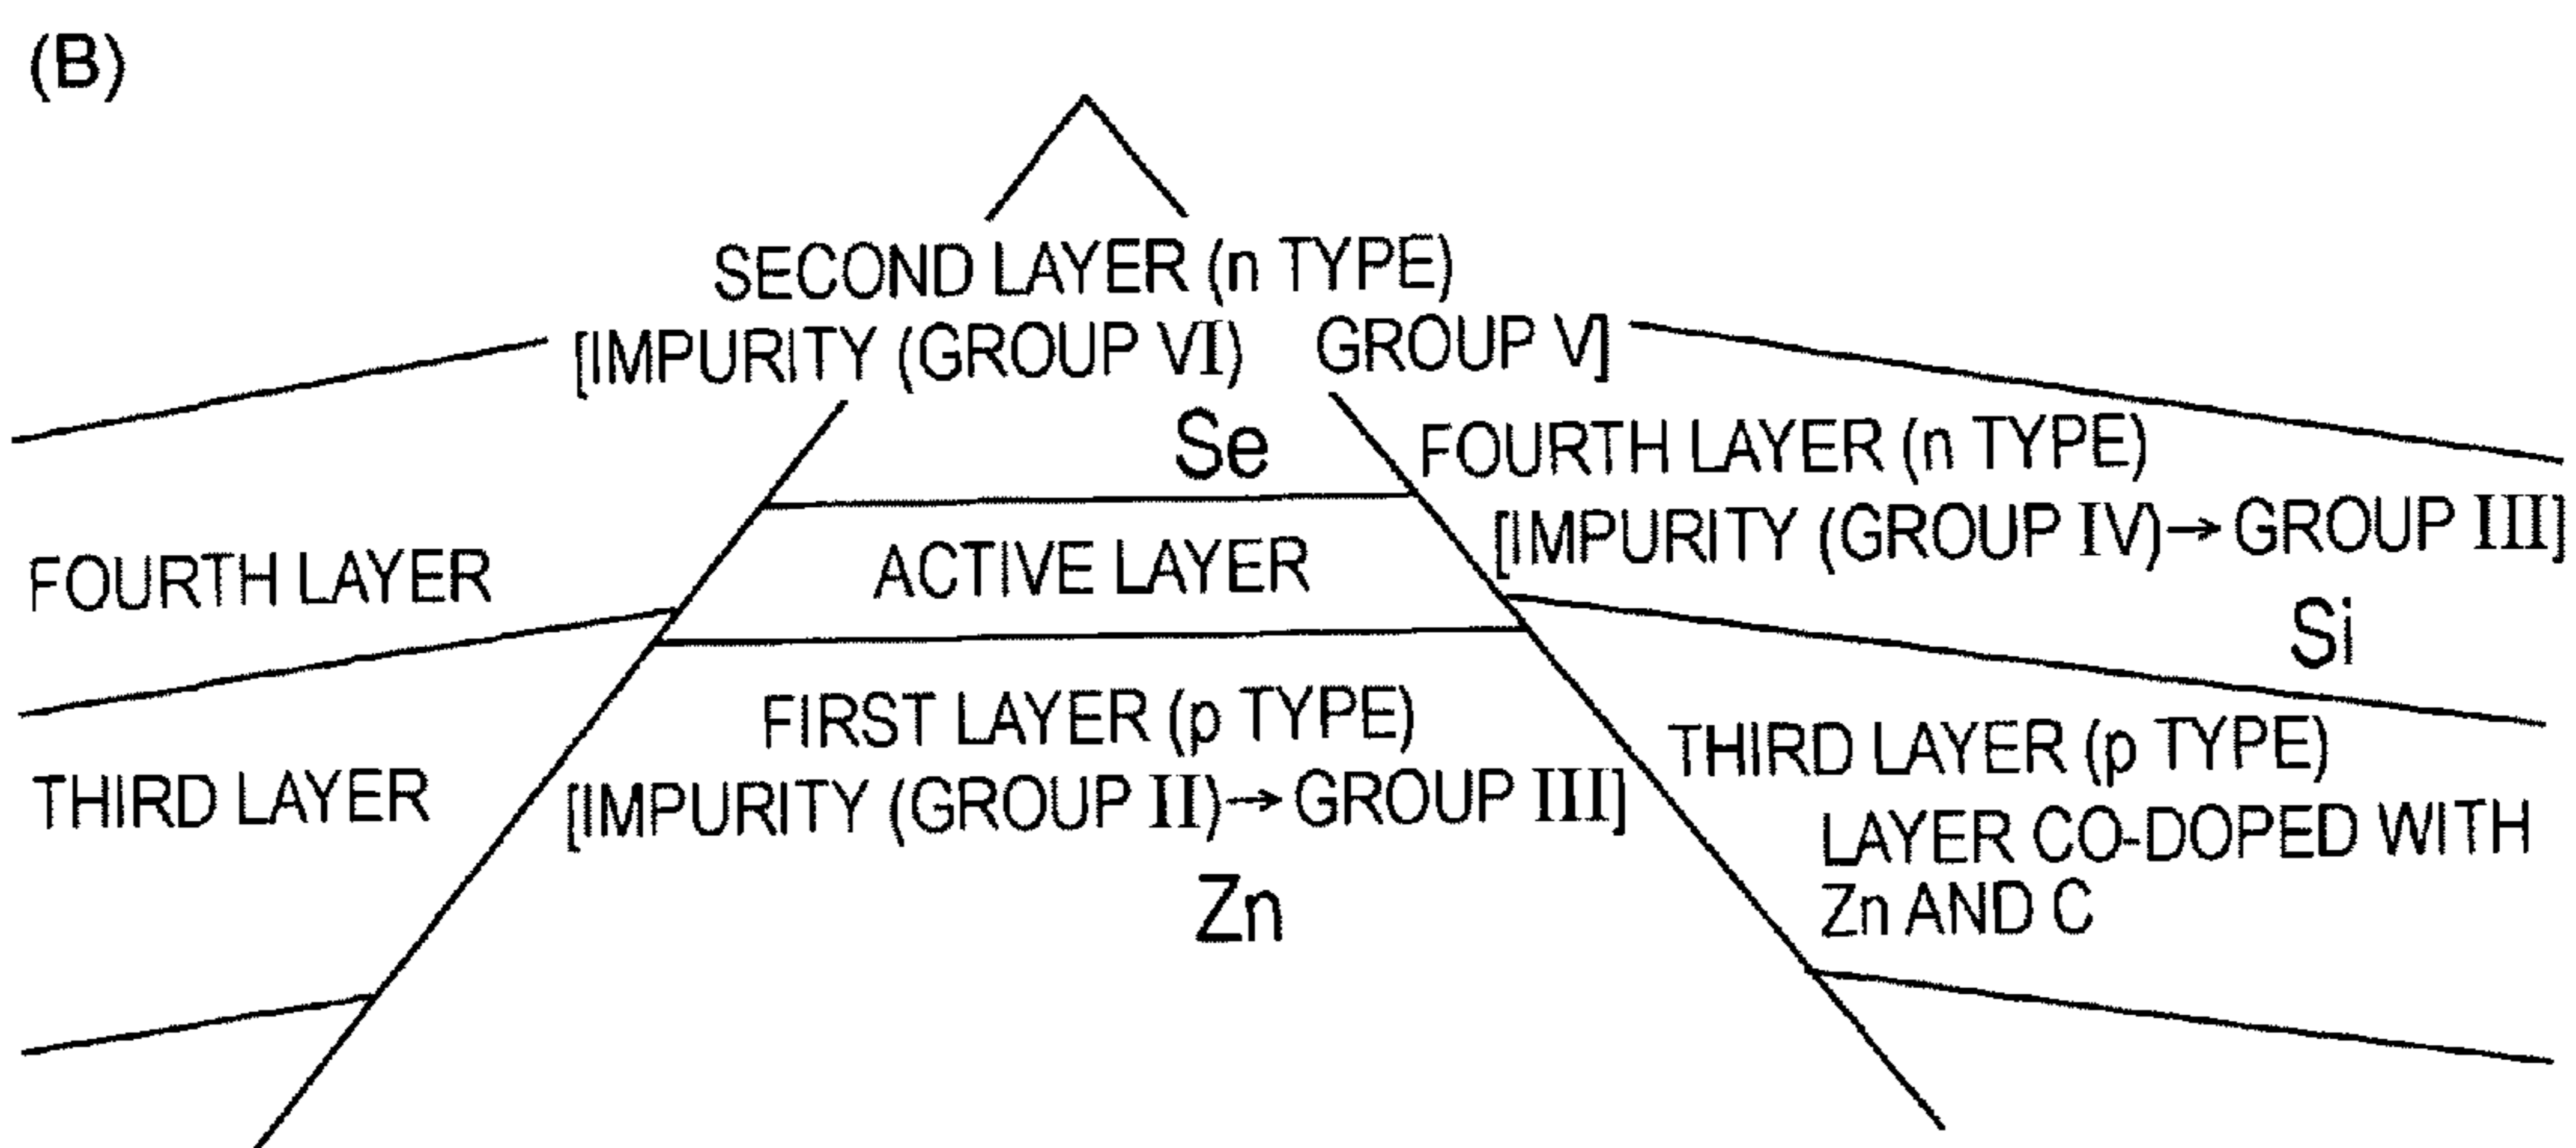 (B)
SECOND LAYER (n TYPE)
[IMPURITY (GROUP VI) GROUP V]
Se
FOURTH LAYER (n TYPE)
[IMPURITY (GROUP IV)→ GROUP III]
Si
FOURTH LAYER
ACTIVE LAYER
THIRD LAYER
FIRST LAYER (p TYPE)
[IMPURITY (GROUP II)→ GROUP III]
Zn
THIRD LAYER (p TYPE)
LAYER CO-DOPED WITH
Zn AND C